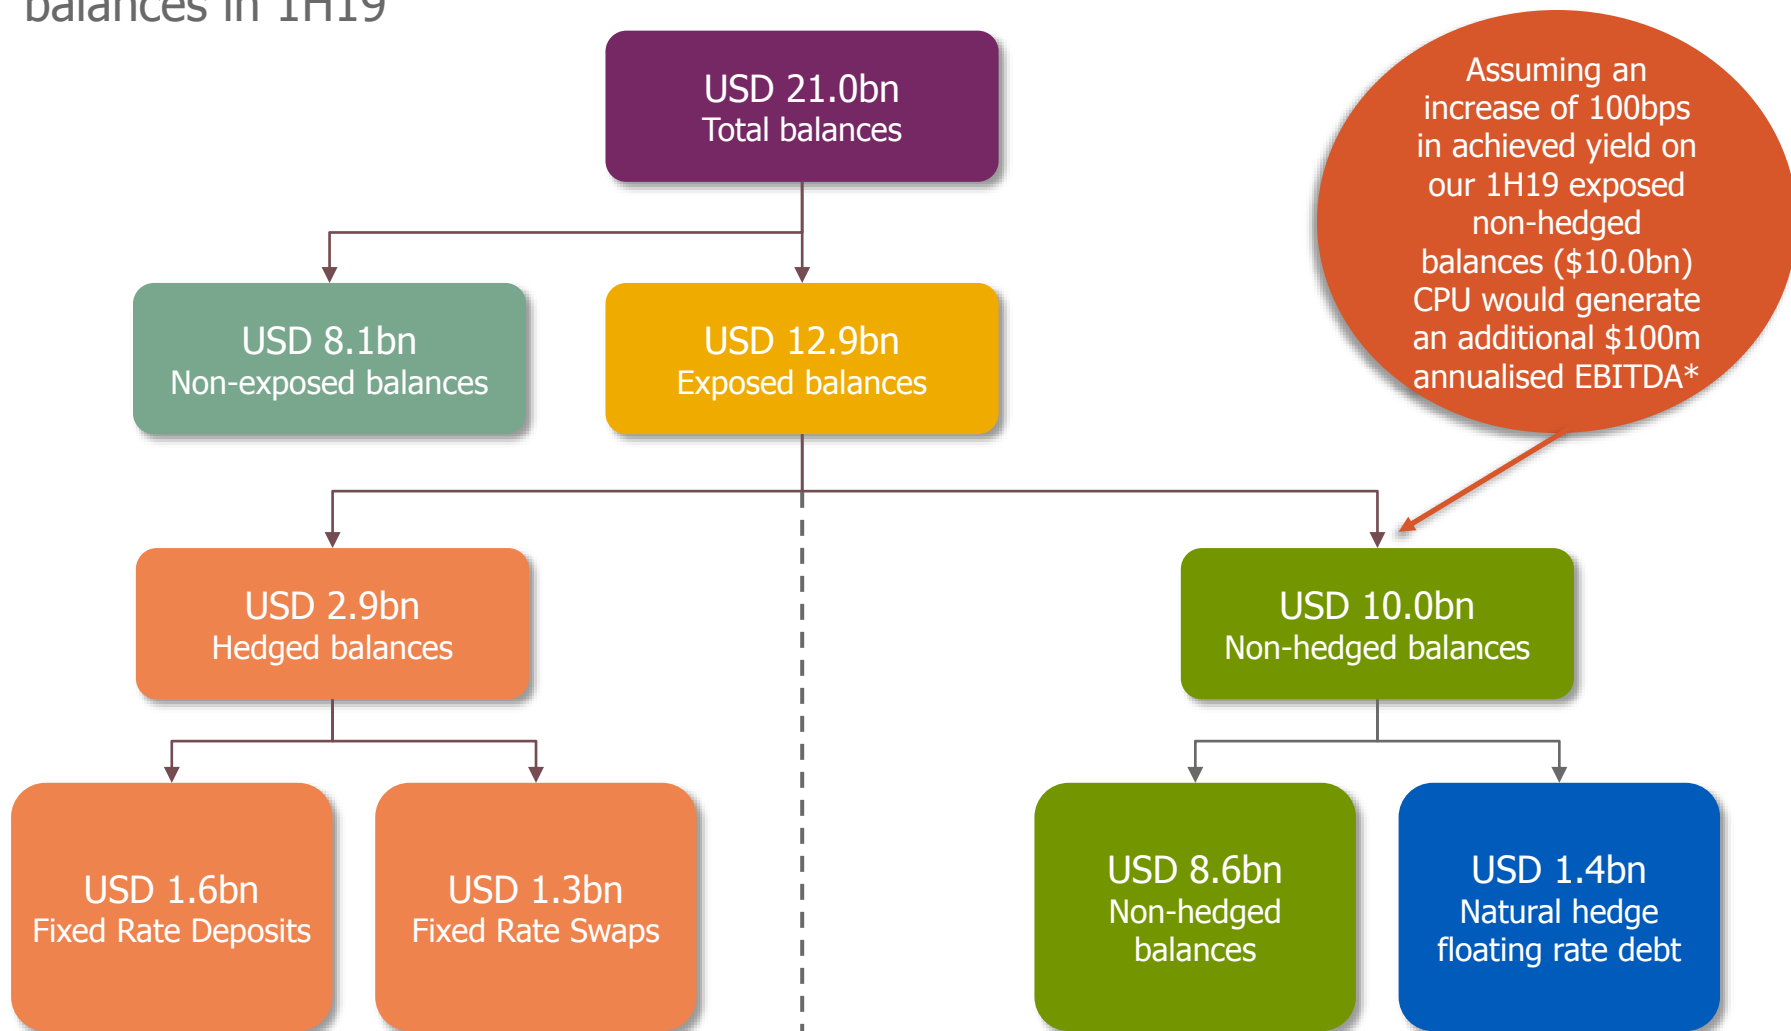 balances in 1H19
USD 21.0bn
Total balances
Assuming an
increase of 100bps
in achieved yield on
our 1H19 exposed
non-hedged
balances ($10.0bn)
CPU would generate
an additional $100m
annualised EBITDA*
USD 8.1bn
Non-exposed balances
USD 12.9bn
Exposed balances
USD 2.9bn
Hedged balances
USD 10.0bn
Non-hedged balances
USD 1.6bn
Fixed Rate Deposits
USD 1.3bn
Fixed Rate Swaps
USD 8.6bn
Non-hedged
balances
USD 1.4bn
Natural hedge
floating rate debt